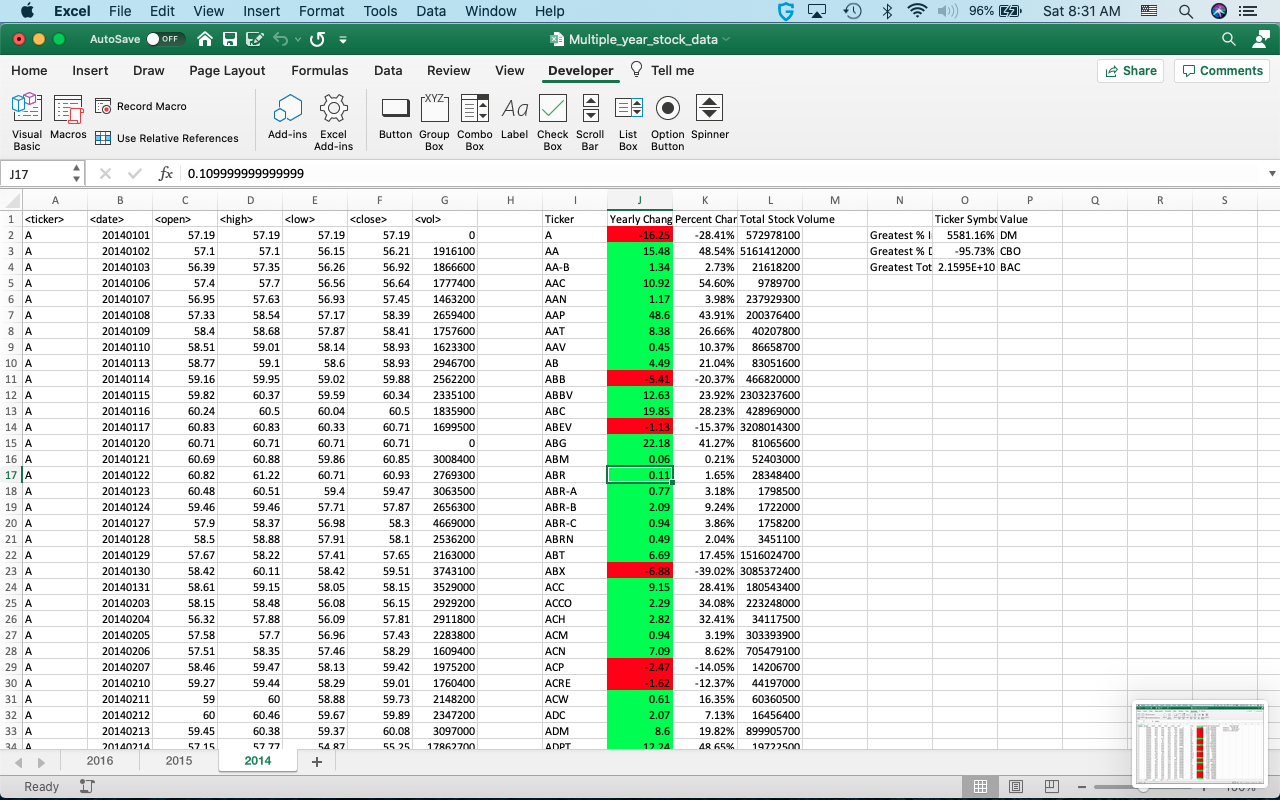 Excel File Edit View Insert Format Tools Data Window Help 96% Sat 8:31 AM
AutoSave OFF Multiple_year_stock_data
Home Insert Draw Page Layout Formulas Data Review View Developer Tell me Share Comments
Visual Basic Macros Record Macro Use Relative References Add-ins Excel Add-ins Button XYZ Group Box Combo Box Aa Label Check Box Scroll Bar List Box Option Button Spinner
J17 fx 0.109999999999999
A B C D E F G H I J K L M N O P Q R S
1 <ticker> <date> <open> <high> <low> <close> <vol> Ticker Yearly Chang Percent Char Total Stock Volume Ticker Symbo Value
2 A 20140101 57.19 57.19 57.19 57.19 0 A -16.25 -28.41% 572978100 Greatest % I 5581.16% DM
3 A 20140102 57.1 57.1 56.15 56.21 1916100 AA 15.48 48.54% 5161412000 Greatest % D -95.73% CBO
4 A 20140103 56.39 57.35 56.26 56.92 1866600 AA-B 1.34 2.73% 21618200 Greatest Tot 2.1595E+10 BAC
5 A 20140106 57.4 57.7 56.56 56.64 1777400 AAC 10.92 54.60% 9789700
6 A 20140107 56.95 57.63 56.93 57.45 1463200 AAN 1.17 3.98% 237929300
7 A 20140108 57.33 58.54 57.17 58.39 2659400 AAP 48.6 43.91% 200376400
8 A 20140109 58.4 58.68 57.87 58.41 1757600 AAT 8.38 26.66% 40207800
9 A 20140110 58.51 59.01 58.14 58.93 1623300 AAV 0.45 10.37% 86658700
10 A 20140113 58.77 59.1 58.6 58.93 2946700 AB 4.49 21.04% 83051600
11 A 20140114 59.16 59.95 59.02 59.88 2562200 ABB -5.41 -20.37% 466820000
12 A 20140115 59.82 60.37 59.59 60.34 2335100 ABBV 12.63 23.92% 2303237600
13 A 20140116 60.24 60.5 60.04 60.5 1835900 ABC 19.85 28.23% 428969000
14 A 20140117 60.83 60.83 60.33 60.71 1699500 ABEV -1.13 -15.37% 3208014300
15 A 20140120 60.71 60.71 60.71 60.71 0 ABG 22.18 41.27% 81065600
16 A 20140121 60.69 60.88 59.86 60.85 3008400 ABM 0.06 0.21% 52403000
17 A 20140122 60.82 61.22 60.71 60.93 2769300 ABR 0.11 1.65% 28348400
18 A 20140123 60.48 60.51 59.4 59.47 3063500 ABR-A 0.77 3.18% 1798500
19 A 20140124 59.46 59.46 57.71 57.87 2656300 ABR-B 2.09 9.24% 1722000
20 A 20140127 57.9 58.37 56.98 58.3 4669000 ABR-C 0.94 3.86% 1758200
21 A 20140128 58.5 58.88 57.91 58.1 2536200 ABRN 0.49 2.04% 3451100
22 A 20140129 57.67 58.22 57.41 57.65 2163000 ABT 6.69 17.45% 1516024700
23 A 20140130 58.42 60.11 58.42 59.51 3743100 ABX -6.88 -39.02% 3085372400
24 A 20140131 58.61 59.15 58.05 58.15 3529000 ACC 9.15 28.41% 180543400
25 A 20140203 58.15 58.48 56.08 56.15 2929200 ACCO 2.29 34.08% 223248000
26 A 20140204 56.32 57.88 56.09 57.81 2911800 ACH 2.82 32.41% 34117500
27 A 20140205 57.58 57.7 56.96 57.43 2283800 ACM 0.94 3.19% 303393900
28 A 20140206 57.51 58.35 57.46 58.29 1609400 ACN 7.09 8.62% 705479100
29 A 20140207 58.46 59.47 58.13 59.42 1975200 ACP -2.47 -14.05% 14206700
30 A 20140210 59.27 59.44 58.29 59.01 1760400 ACRE -1.62 -12.37% 44197000
31 A 20140211 59 60 58.88 59.73 2148200 ACW 0.61 16.35% 60360500
32 A 20140212 60 60.46 59.67 59.89 2377200 ADC 2.07 7.13% 16456400
33 A 20140213 59.45 60.38 59.37 60.08 3097000 ADM 8.6 19.82% 899905700
34 A 20140214 57.15 57.77 54.87 55.25 17862700 ADPT 12.24 48.65% 19722500
2016 2015 2014 +
Ready